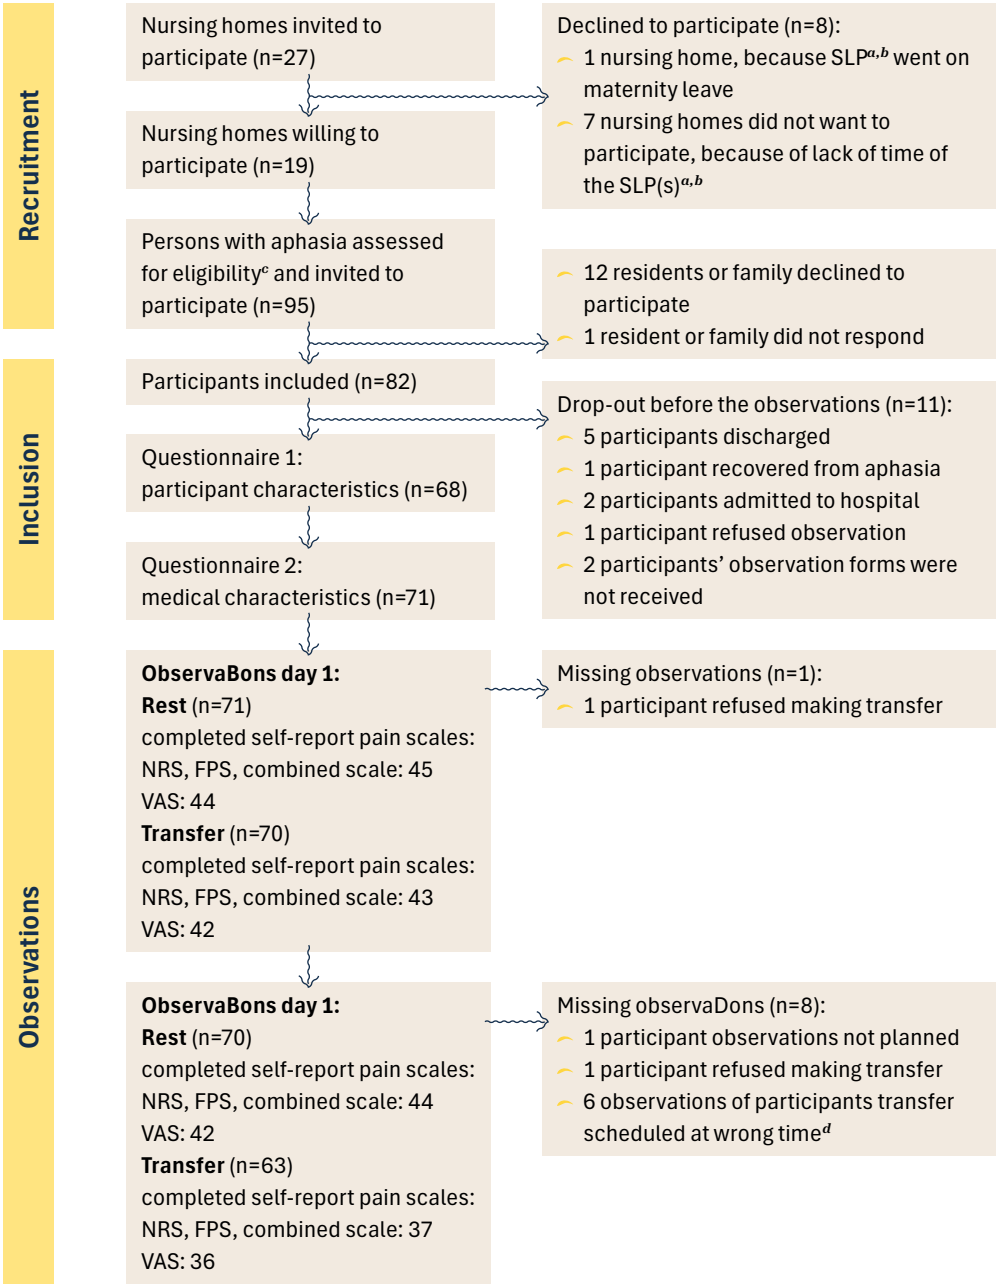 Recruitment
Nursing homes invited to
participate (n=27)
Declined to participate (n=8):
1 nursing home, because SLPa,b went on
maternity leave
7 nursing homes did not want to
participate, because of lack of time of
the SLP(s)a,b
Nursing homes willing to
participate (n=19)
Persons with aphasia assessed
for eligibilityc and invited to
participate (n=95)
12 residents or family declined to
participate
1 resident or family did not respond
Inclusion
Participants included (n=82)
Drop-out before the observations (n=11):
5 participants discharged
1 participant recovered from aphasia
2 participants admitted to hospital
1 participant refused observation
2 participants’ observation forms were
not received
Questionnaire 1:
participant characteristics (n=68)
Questionnaire 2:
medical characteristics (n=71)
Observations
ObservaBons day 1:
Rest (n=71)
completed self-report pain scales:
NRS, FPS, combined scale: 45
VAS: 44
Transfer (n=70)
completed self-report pain scales:
NRS, FPS, combined scale: 43
VAS: 42
Missing observations (n=1):
1 participant refused making transfer
ObservaBons day 1:
Rest (n=70)
completed self-report pain scales:
NRS, FPS, combined scale: 44
VAS: 42
Transfer (n=63)
completed self-report pain scales:
NRS, FPS, combined scale: 37
VAS: 36
Missing observaDons (n=8):
1 participant observations not planned
1 participant refused making transfer
6 observations of participants transfer
scheduled at wrong timed